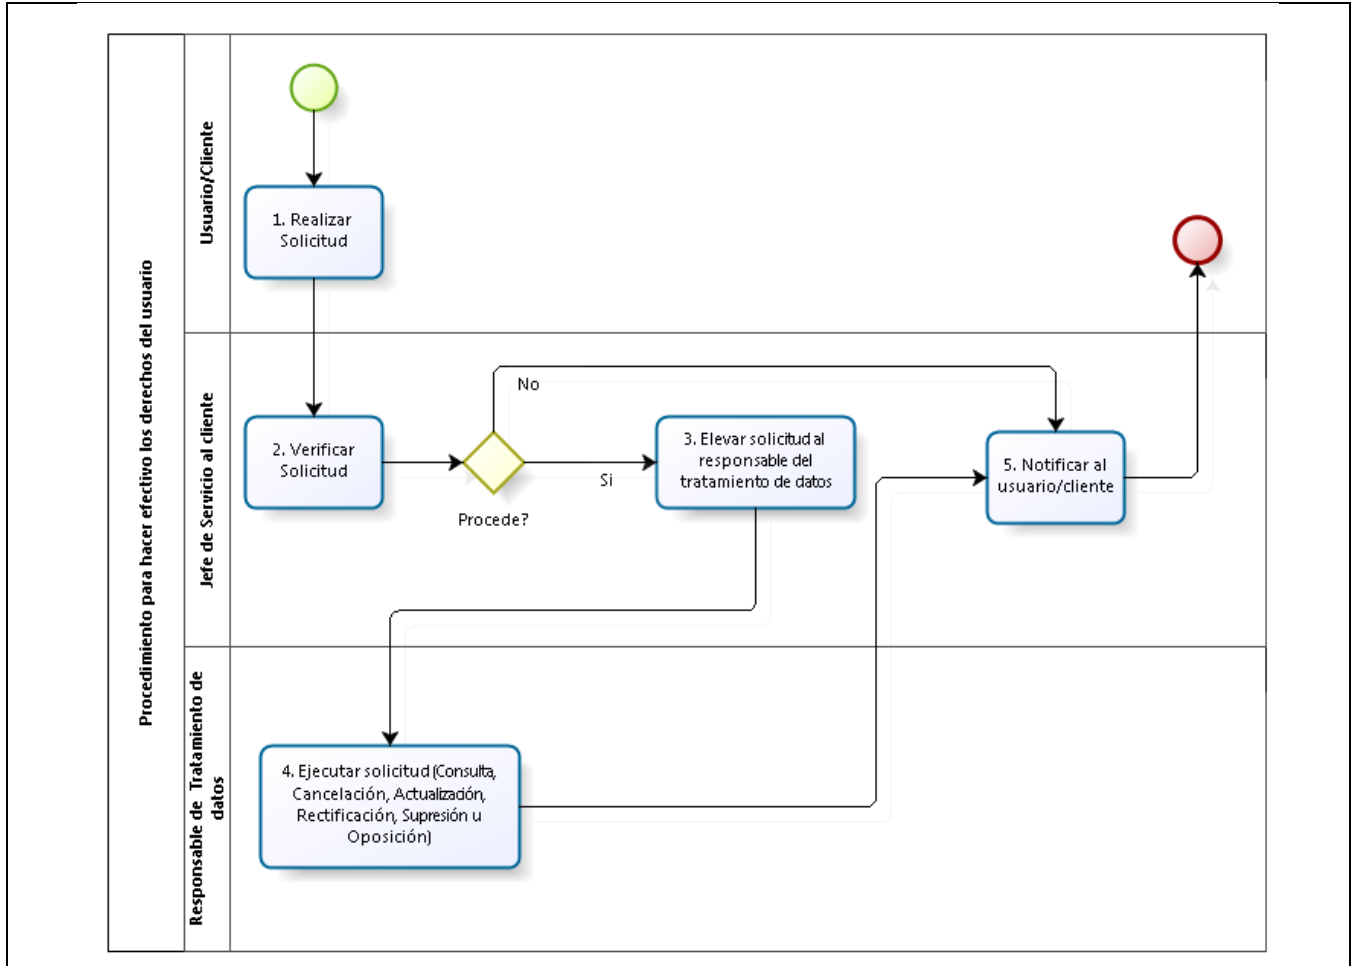 Procedimiento para hacer efectivo los derechos del usuario
Usuario/Cliente
1. Realizar
Solicitud
Jefe de Servicio al cliente
2. Verificar
Solicitud
Procede?
No
Si
3. Elevar solicitud al
responsable del
tratamiento de datos
5. Notificar al
usuario/cliente
Responsable de Tratamiento de
datos
4. Ejecutar solicitud (Consulta,
Cancelación, Actualización,
Rectificación, Supresión u
Oposición)